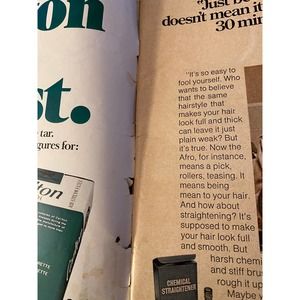 on
st.
tar.
gures for:
lton
"Just be
doesn't mean it
30 min
"It's so easy to
fool yourself. Who
wants to believe
that the same
hairstyle that
makes your hair
look full and thick
can leave it just
plain weak? But
it's true. Now the
Afro, for instance,
means a pick,
rollers, teasing. It
means being
mean to your hair.
And how about
straightening? It's
supposed to make
your hair look full
and smooth. But
harsh chemi
and stiff brus
rough it up
Maybe
CHEMICAL
STRAIGHTENER